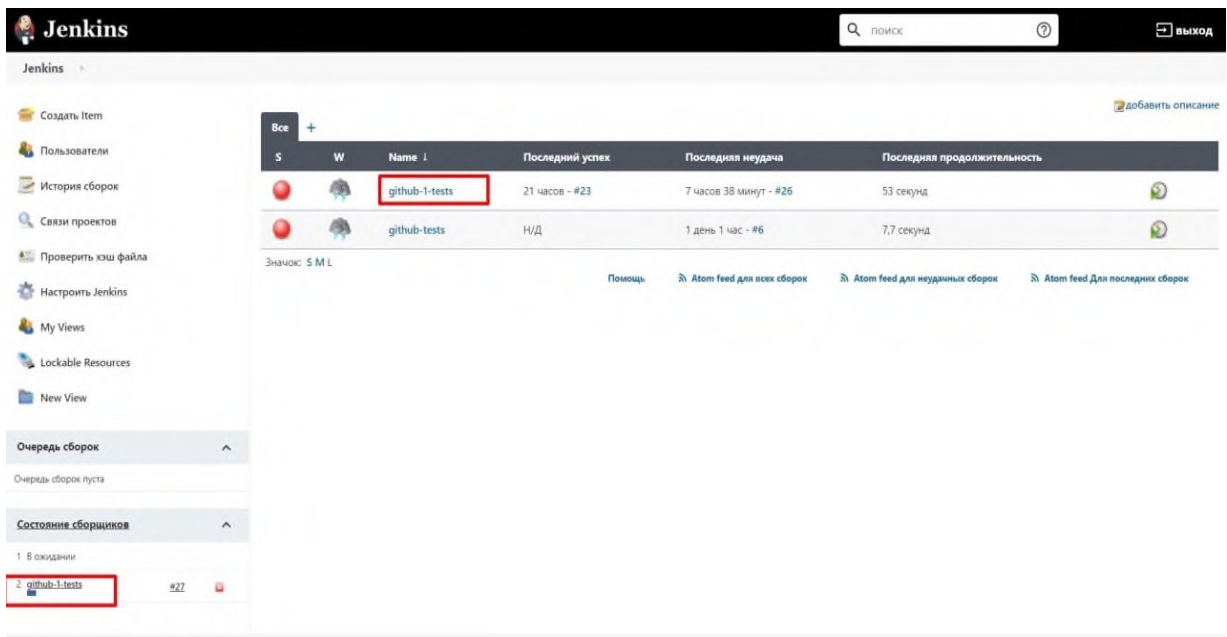 Jenkins
поиск
выход
Jenkins
Создать Item
Пользователи
История сборок
Связи проектов
Проверить хэш файла
Настроить Jenkins
My Views
Lockable Resources
New View
Очередь сборок
Очередь сборок пуста
Состояние сборщиков
1 В ожидании
2 github-1-tests #27
добавить описание
Все +
S W Name ↓ Последний успех Последняя неудача Последняя продолжительность
github-1-tests 21 часов - #23 7 часов 38 минут - #26 53 секунд
github-tests Н/Д 1 день 1 час - #6 7,7 секунд
Значок: S M L
Помощь Atom feed для всех сборок Atom feed для неудачных сборок Atom feed Для последних сборок